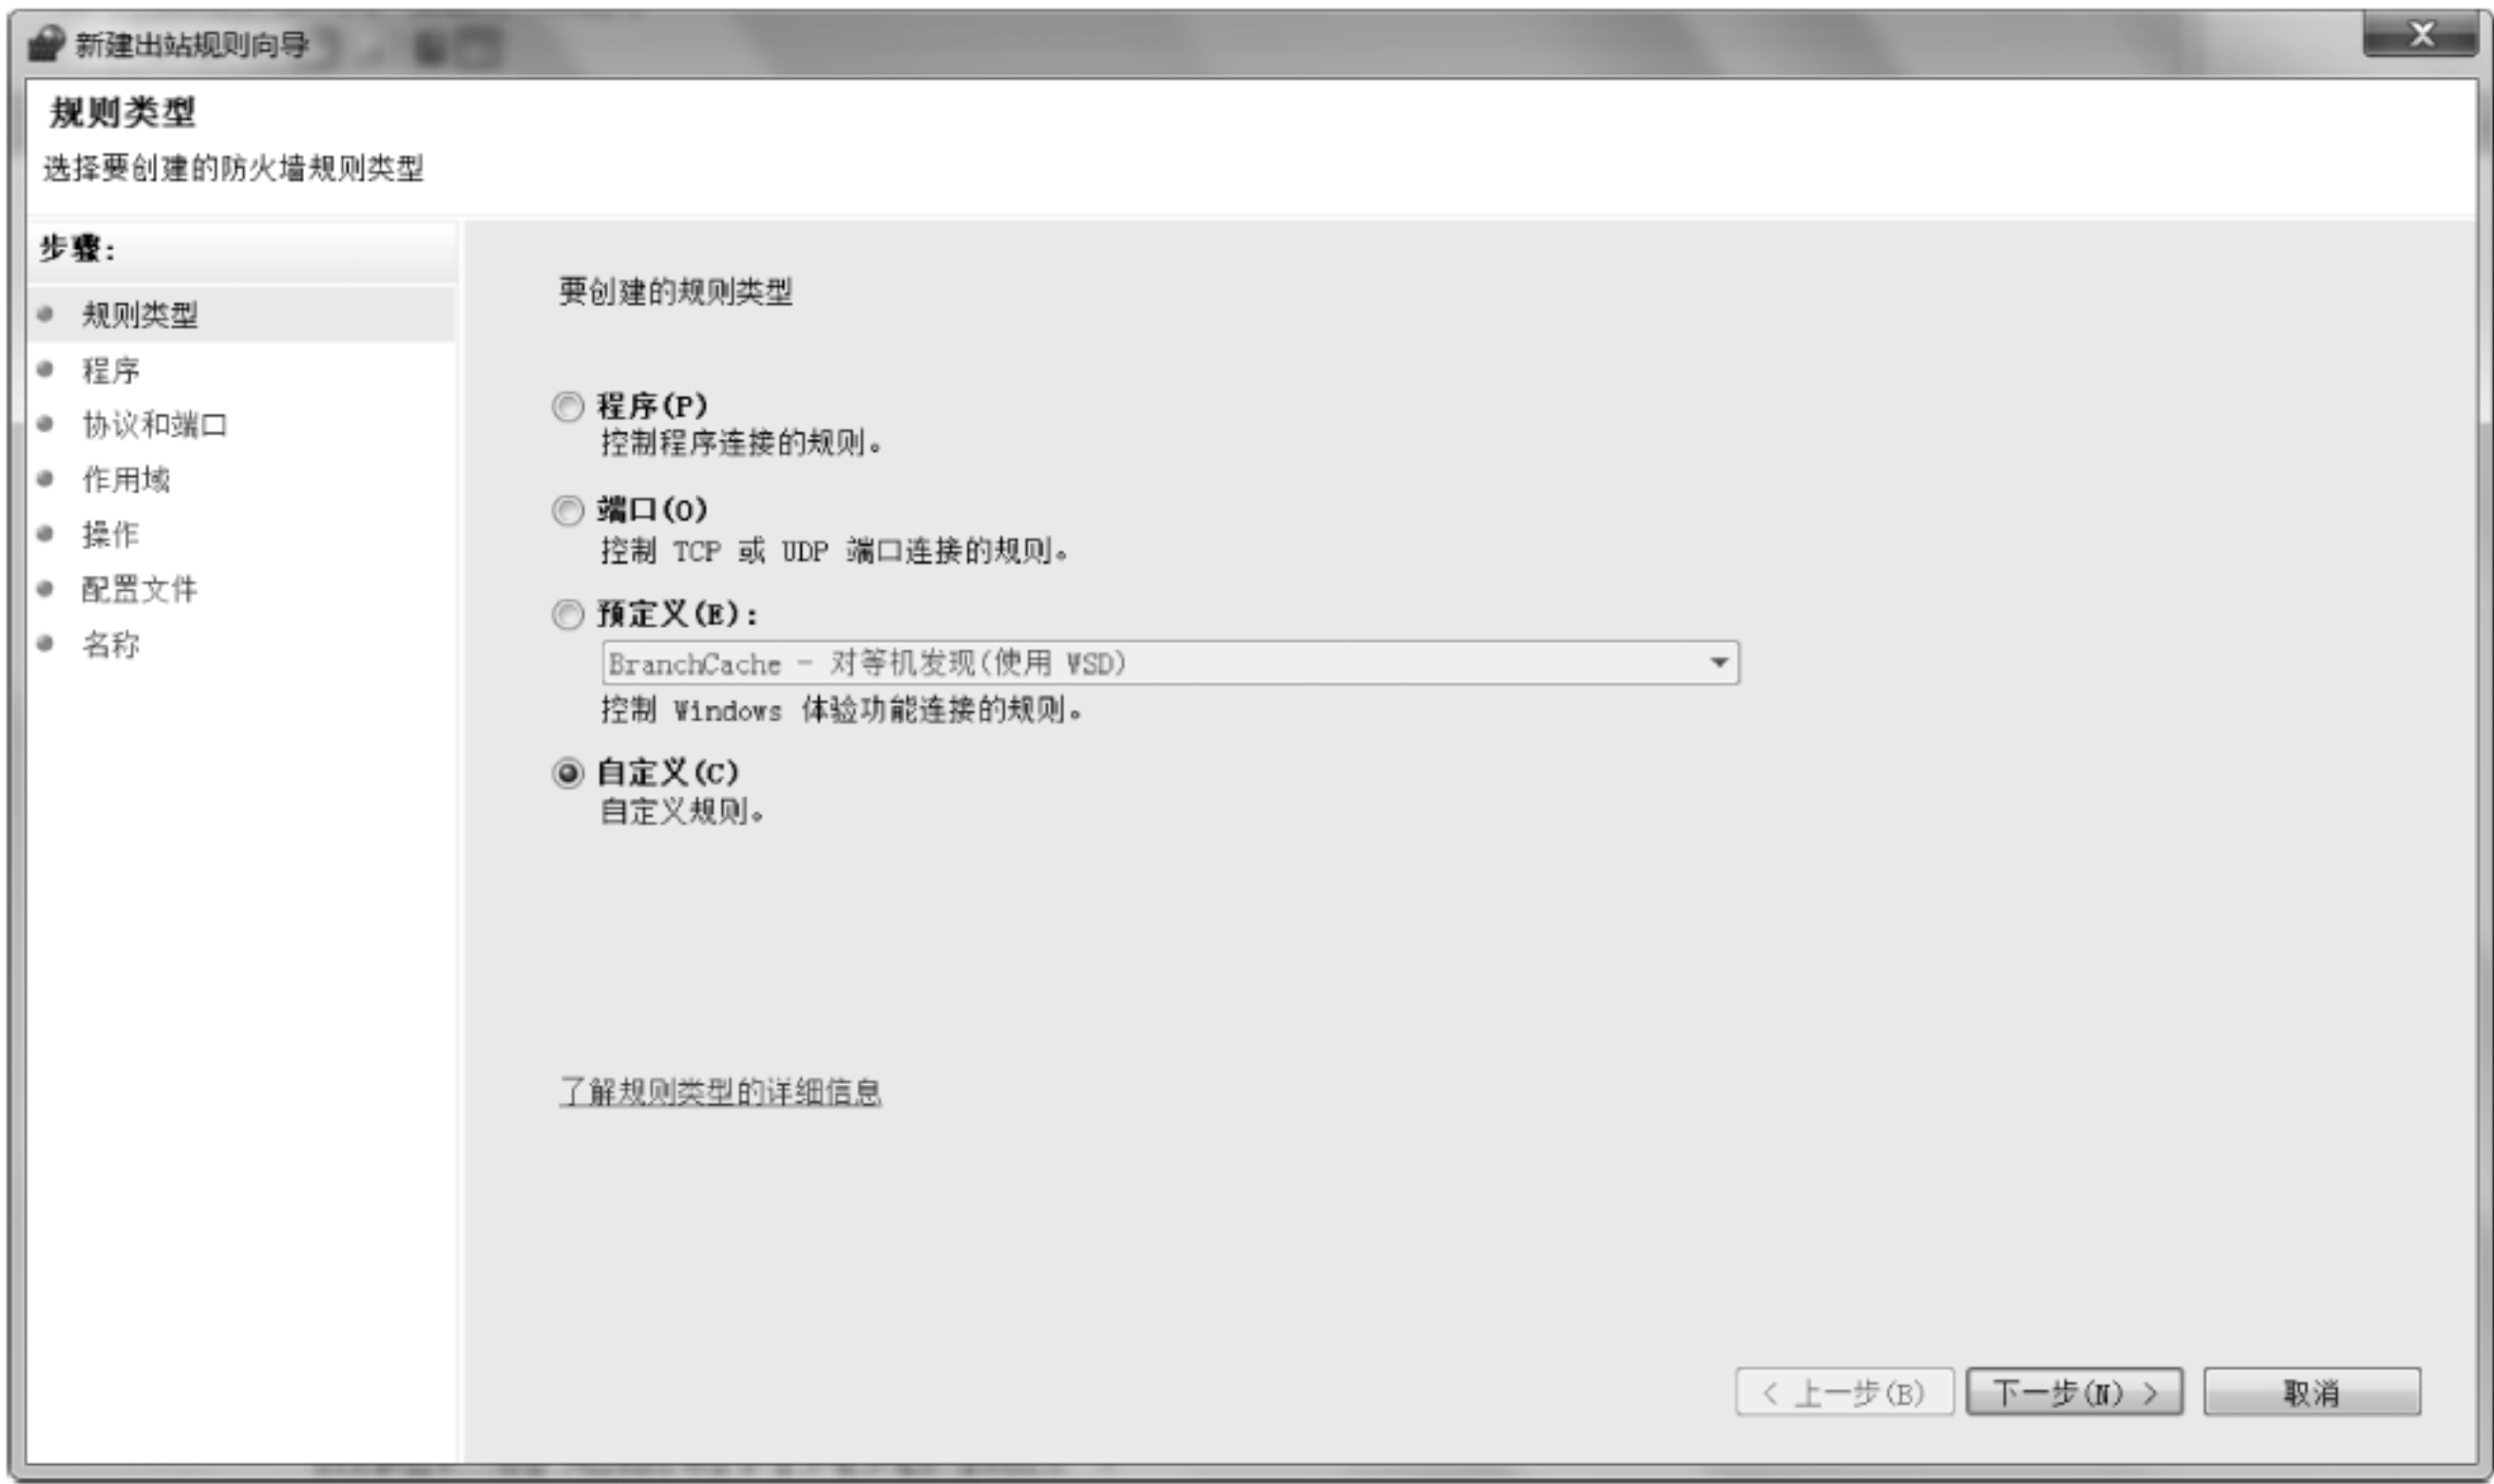 新建出站规则向导
规则类型
选择要创建的防火墙规则类型
步骤:
规则类型
程序
协议和端口
作用域
操作
配置文件
名称
要创建的规则类型
程序(P)
控制程序连接的规则。
端口(O)
控制 TCP 或 UDP 端口连接的规则。
预定义(E):
BranchCache - 对等机发现(使用 WSD)
控制 Windows 体验功能连接的规则。
自定义(C)
自定义规则。
了解规则类型的详细信息
< 上一步(B)
下一步(N) >
取消